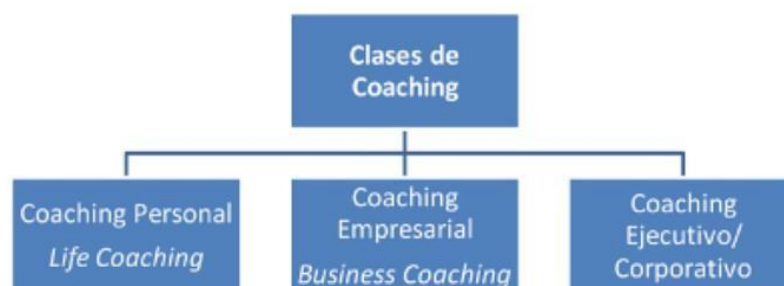 Clases de
Coaching
Coaching Personal
Life Coaching
Coaching
Empresarial
Business Coaching
Coaching
Ejecutivo/
Corporativo